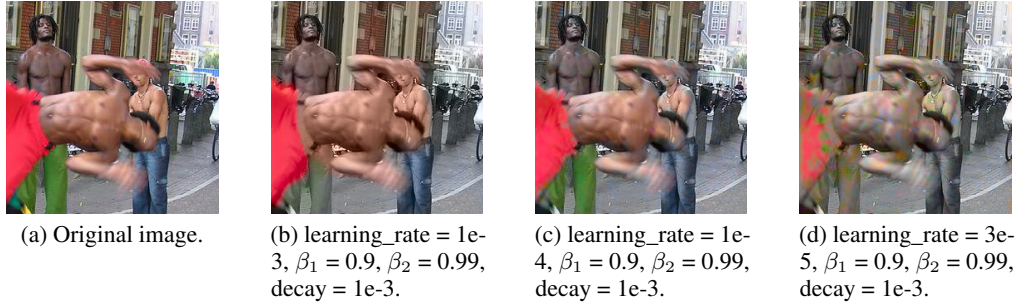 (a) Original image.
(b) learning_rate = 1e-
3, β₁ = 0.9, β₂ = 0.99,
decay = 1e-3.
(c) learning_rate = 1e-
4, β₁ = 0.9, β₂ = 0.99,
decay = 1e-3.
(d) learning_rate = 3e-
5, β₁ = 0.9, β₂ = 0.99,
decay = 1e-3.